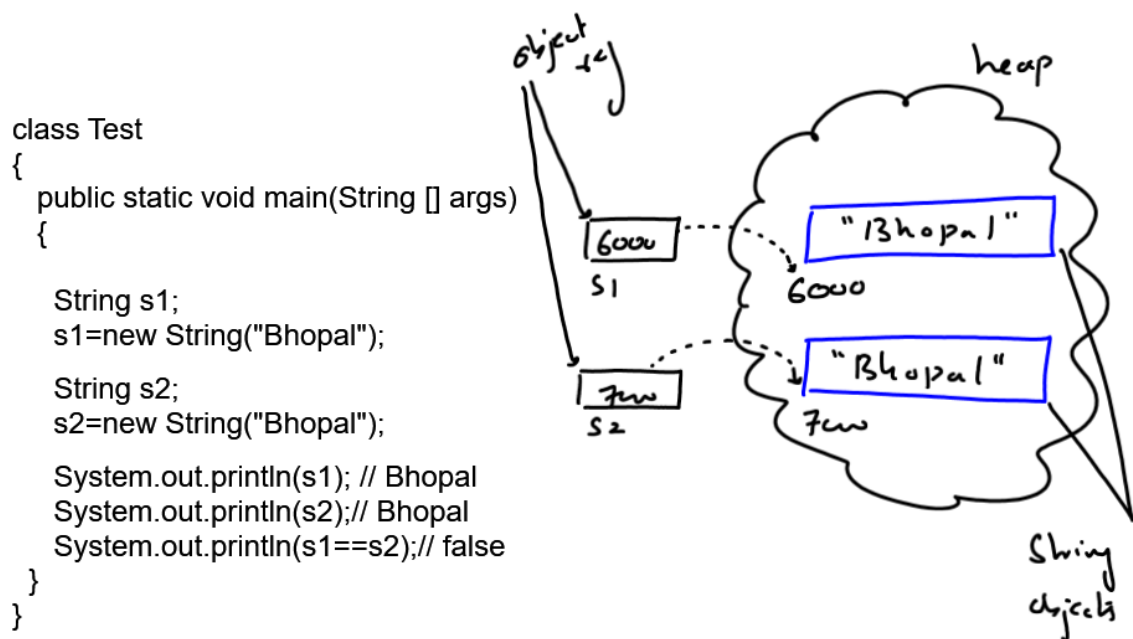 class Test
{
public static void main(String [] args)
{
String s1;
s1=new String("Bhopal");
String s2;
s2=new String("Bhopal");
System.out.println(s1); // Bhopal
System.out.println(s2);// Bhopal
System.out.println(s1==s2);// false
}
}
object
ref
6000
S1
7000
S2
heap
"Bhopal"
6000
"Bhopal"
7000
String
objects